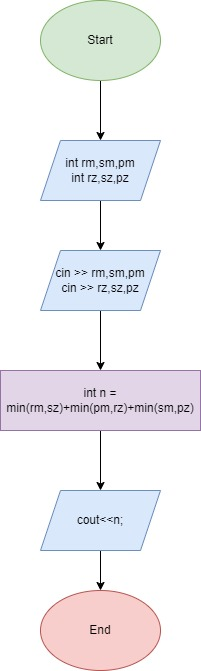 Start
int rm,sm,pm
int rz,sz,pz
cin >> rm,sm,pm
cin >> rz,sz,pz
int n =
min(rm,sz)+min(pm,rz)+min(sm,pz)
cout<<n;
End